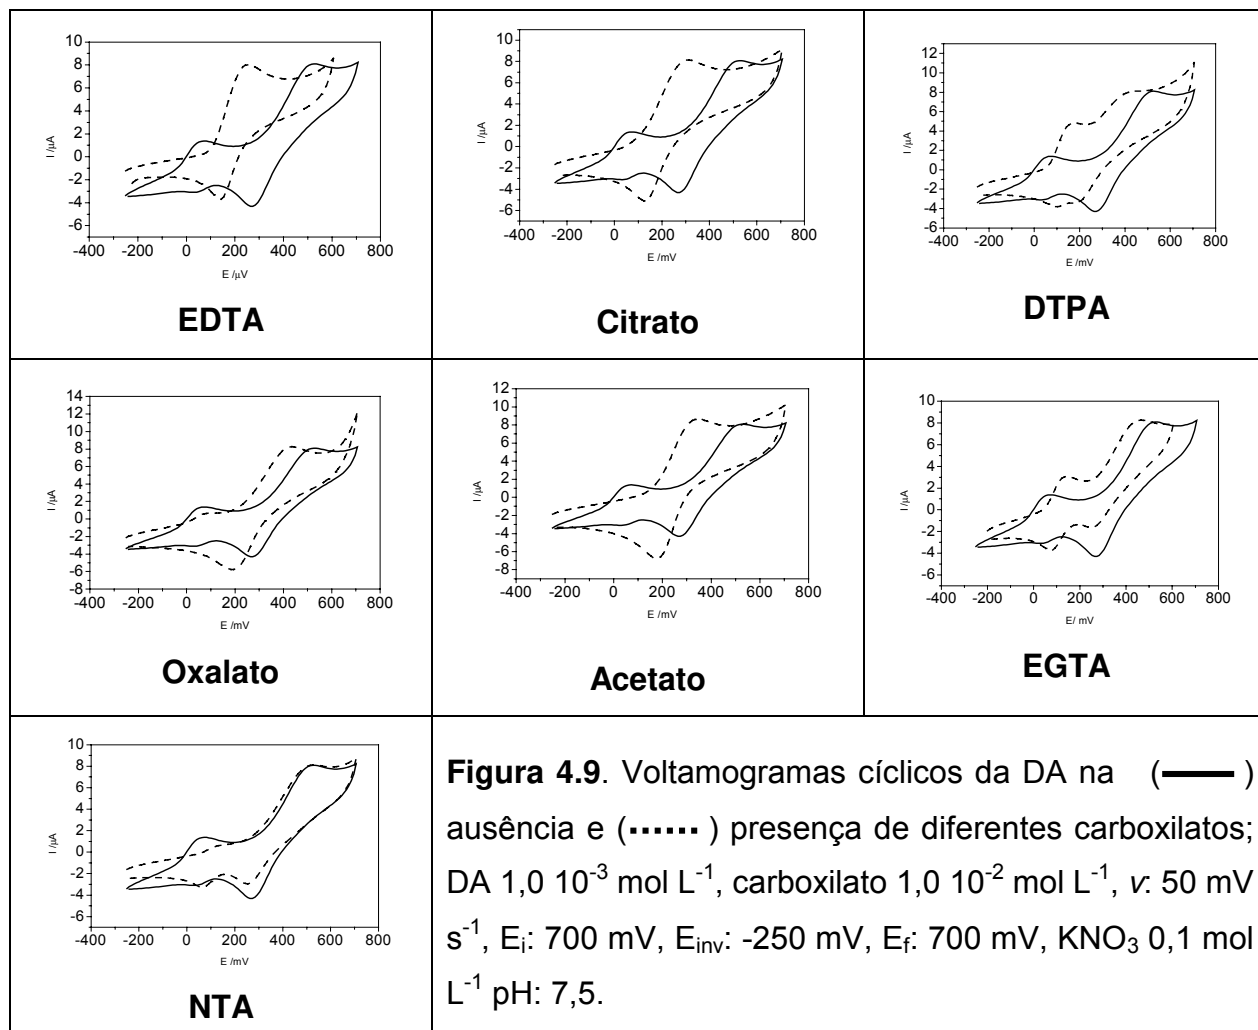 10
8
6
4
2
0
-2
-4
-6
-400 -200 0 200 400 600 800
I /µA
E /µV
EDTA
10
8
6
4
2
0
-2
-4
-6
-400 -200 0 200 400 600 800
I /µA
E /mV
Citrato
12
10
8
6
4
2
0
-2
-4
-6
-400 -200 0 200 400 600 800
I /µA
E /mV
DTPA
14
12
10
8
6
4
2
0
-2
-4
-6
-8
-400 -200 0 200 400 600 800
I /µA
E /mV
Oxalato
12
10
8
6
4
2
0
-2
-4
-6
-8
-400 -200 0 200 400 600 800
I /µA
E /mV
Acetato
10
8
6
4
2
0
-2
-4
-6
-400 -200 0 200 400 600 800
I /µA
E/ mV
EGTA
10
8
6
4
2
0
-2
-4
-6
-400 -200 0 200 400 600 800
I /µA
E /mV
NTA
Figura 4.9. Voltamogramas cíclicos da DA na (——)
ausência e (······) presença de diferentes carboxilatos;
DA 1,0 10⁻³ mol L⁻¹, carboxilato 1,0 10⁻² mol L⁻¹, v: 50 mV
s⁻¹, Eᵢ: 700 mV, Eᵢₙᵥ: -250 mV, E_f: 700 mV, KNO₃ 0,1 mol
L⁻¹ pH: 7,5.